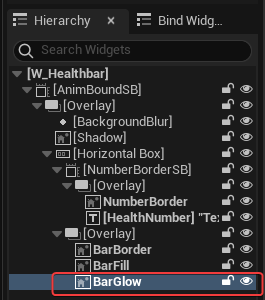 Hierarchy × Bind Widg...
Search Widgets
[W_Healthbar]
[AnimBoundSB]
[Overlay]
[BackgroundBlur]
[Shadow]
[Horizontal Box]
[NumberBorderSB]
[Overlay]
NumberBorder
[HealthNumber] "Te:
[Overlay]
BarBorder
BarFill
BarGlow